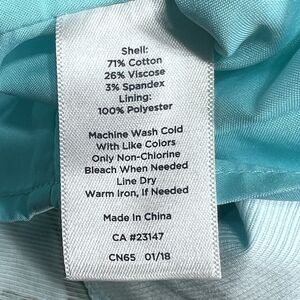 Shell:
71% Cotton
26% Viscose
3% Spandex
Lining:
100% Polyester
Machine Wash Cold
With Like Colors
Only Non-Chlorine
Bleach When Needed
Line Dry
Warm Iron, If Needed
Made In China
CA #23147
CN65 01/18